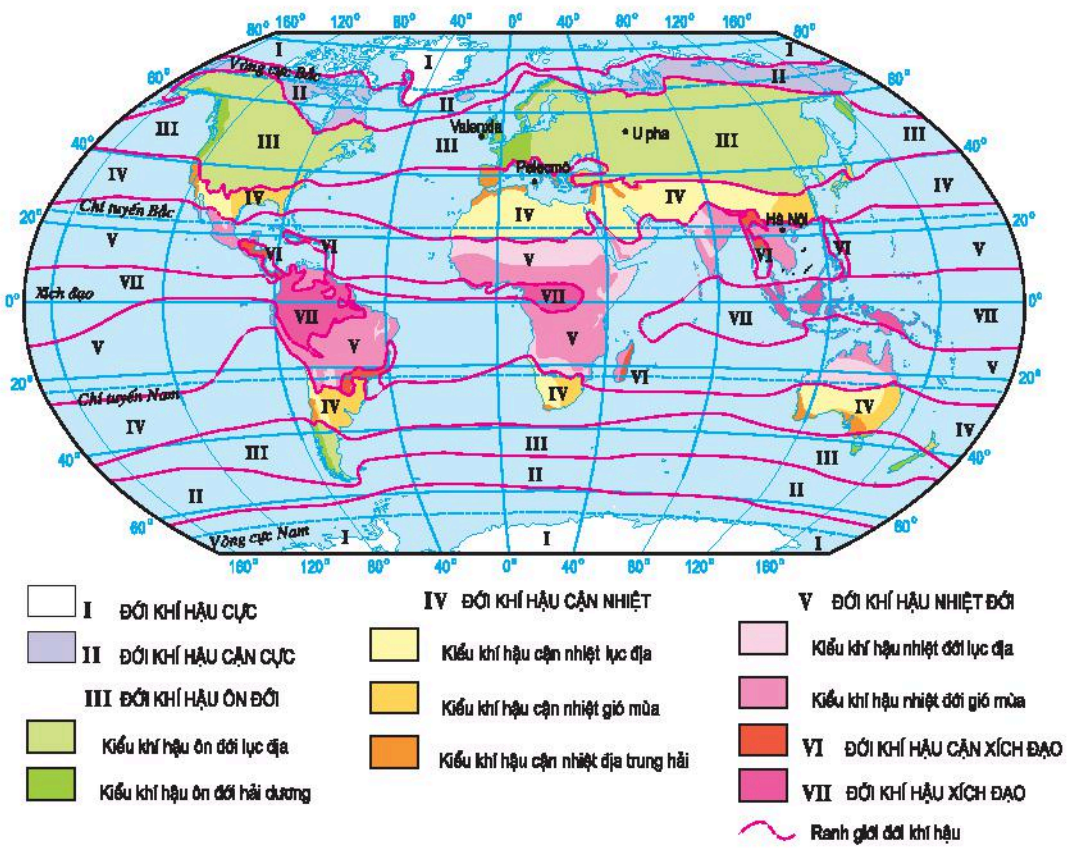 80° 160° 120° 80° 40° 0° 40° 80° 120° 160° 80°
I
I
I
60°
Vòng cực Bắc
II
II
II
60°
III
III
Valenxia
III
U pha
III
III
40°
Palecmô
40°
IV
IV
IV
IV
IV
20°
Chí tuyến Bắc
Hà Nội
20°
V
VI
VI
V
V
VI
VI
V
VII
0°
Xích đạo
VII
VII
VII
VII
0°
V
V
V
V
20°
Chí tuyến Nam
VI
20°
IV
IV
IV
IV
IV
40°
III
III
III
40°
II
II
II
60°
Vòng cực Nam
I
I
I
60°
160° 120° 80° 40° 0° 40° 80° 120° 160°
I ĐỚI KHÍ HẬU CỰC
II ĐỚI KHÍ HẬU CẬN CỰC
III ĐỚI KHÍ HẬU ÔN ĐỚI
Kiểu khí hậu ôn đới lục địa
Kiểu khí hậu ôn đới hải dương
IV ĐỚI KHÍ HẬU CẬN NHIỆT
Kiểu khí hậu cận nhiệt lục địa
Kiểu khí hậu cận nhiệt gió mùa
Kiểu khí hậu cận nhiệt địa trung hải
V ĐỚI KHÍ HẬU NHIỆT ĐỚI
Kiểu khí hậu nhiệt đới lục địa
Kiểu khí hậu nhiệt đới gió mùa
VI ĐỚI KHÍ HẬU CẬN XÍCH ĐẠO
VII ĐỚI KHÍ HẬU XÍCH ĐẠO
Ranh giới đới khí hậu